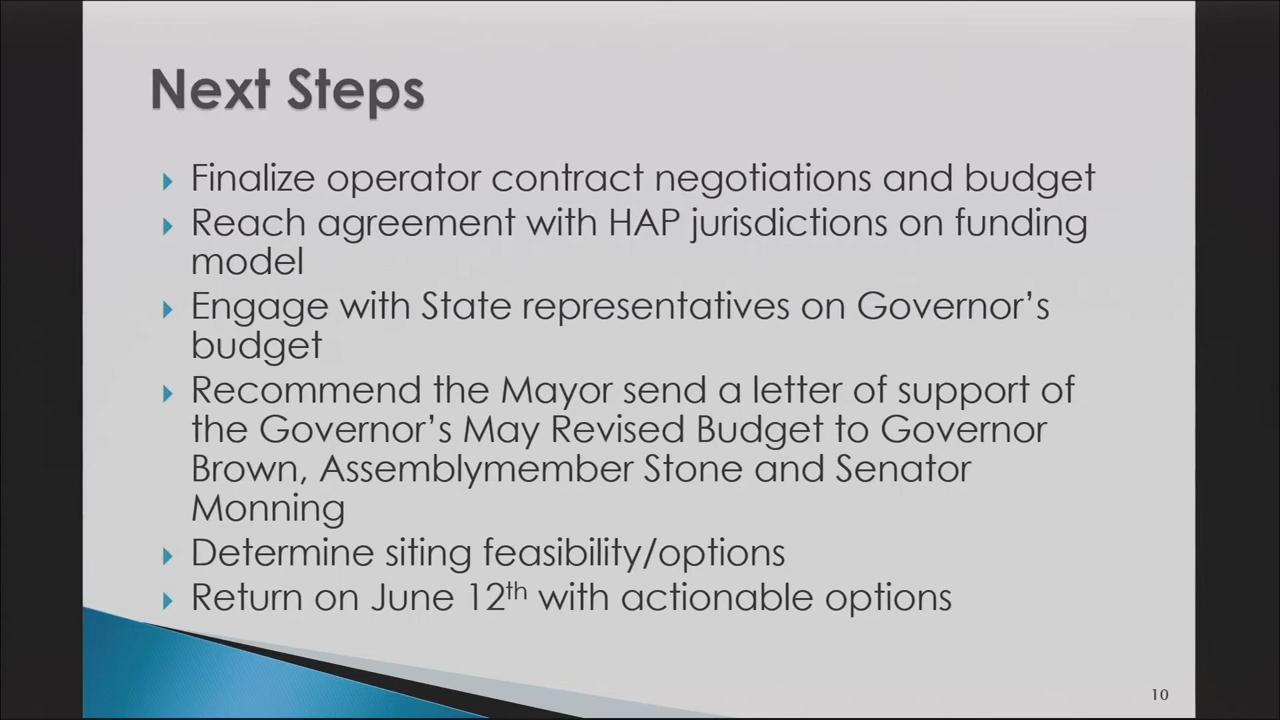 Next Steps
Finalize operator contract negotiations and budget
Reach agreement with HAP jurisdictions on funding
model
Engage with State representatives on Governor's
budget
Recommend the Mayor send a letter of support of
the Governor's May Revised Budget to Governor
Brown, Assemblymember Stone and Senator
Monning
Determine siting feasibility/options
Return on June 12th with actionable options
10